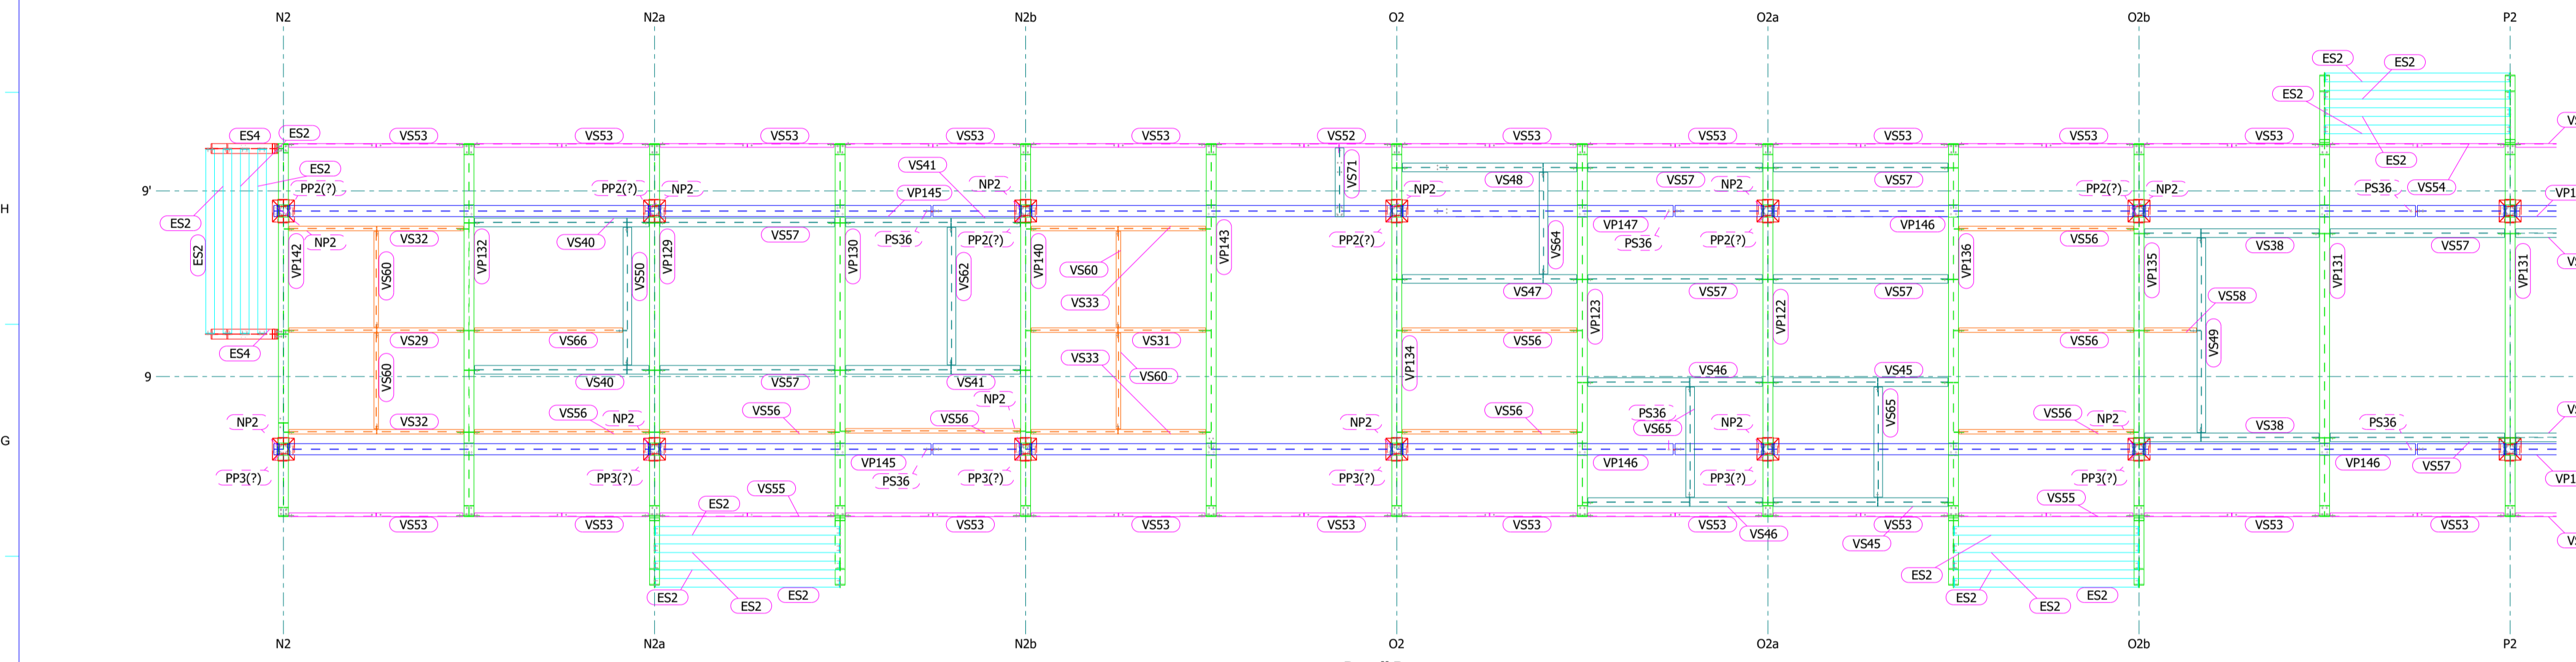 N2 N2a N2b O2 O2a O2b P2
ES2 ES2
ES2
ES4 ES2 VS53 VS53 VS53 VS53 VS53 VS52 VS53 VS53 VS53 VS53 VS53
ES2 VS41 VS71 ES2
9' PP2(?) PP2(?) NP2 VP145 NP2 NP2 VS48 VS57 NP2 VS57 PP2(?) NP2 PS36 VS54
H
ES2 VP147 VP146
NP2 VS32 VS40 VS57 PS36 PP2(?) PP2(?) PS36 PP2(?) VS56 VS38 VS57
ES2 VP142 VS60 VP132 VS50 VP129 VP130 VS62 VP140 VS60 VP143 VS64 VP136 VP135 VP131 VP131
VS33 VS47 VS57 VS57 VS58
VP123 VP122
ES4 VS29 VS66 VS31 VS56 VS56 VS49
VS33 VP134
9 VS60 VS40 VS57 VS41 VS60 VS46 VS45
NP2 VS32 VS56 NP2 VS56 VS56 NP2 NP2 VS56 PS36 NP2 VS65 VS56 NP2 VS38 PS36
VS65
G
VP145 VP146 VP146 VS57
PP3(?) PP3(?) PS36 PP3(?) PP3(?) PP3(?) PP3(?)
VS55 VS55
ES2
VS53 VS53 VS53 VS53 VS53 VS53 VS53 VS53 VS53 VS53
VS46 VS45
ES2
ES2 ES2 ES2 ES2 ES2 ES2
N2 N2a N2b O2 O2a O2b P2